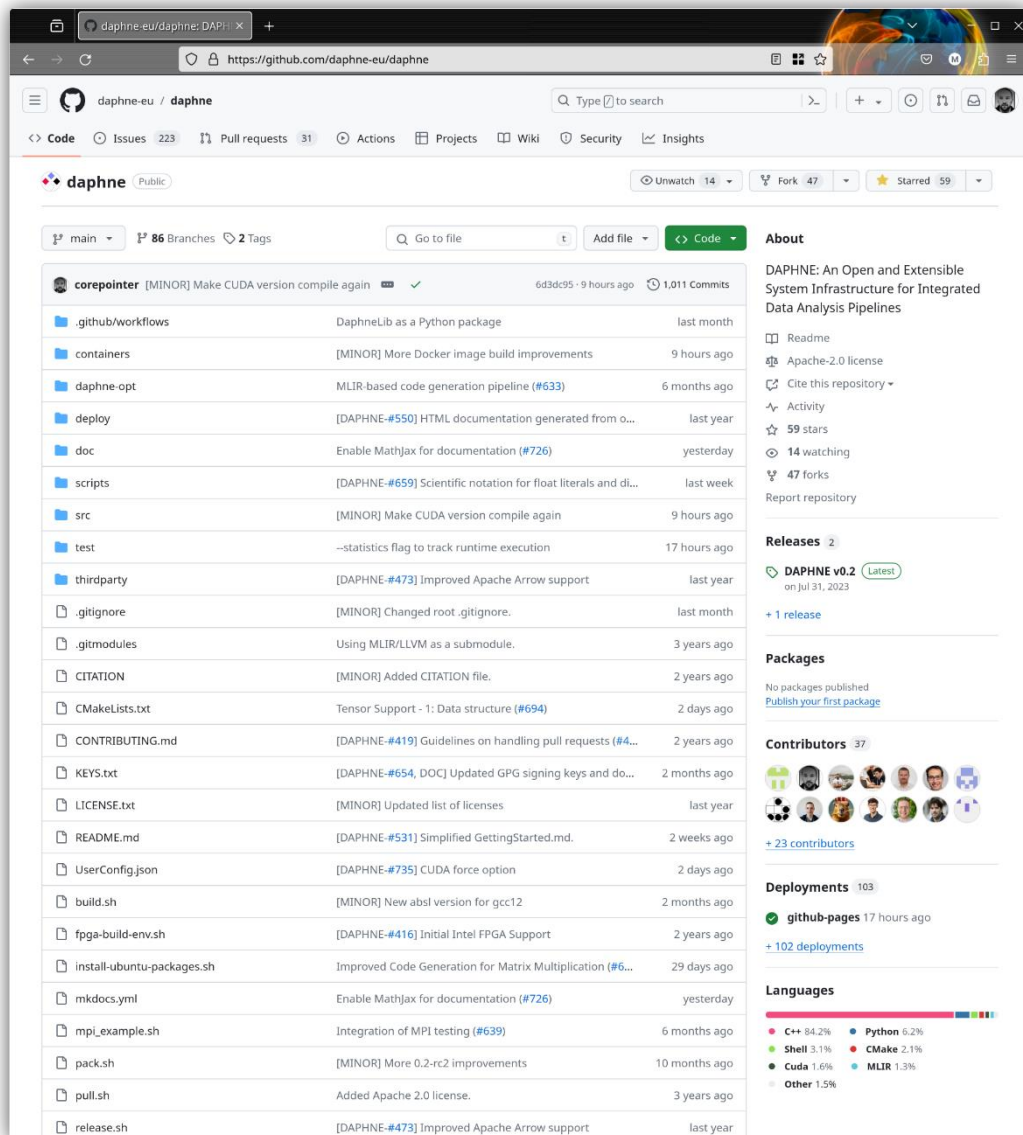 daphne-eu/daphne: DAPH
https://github.com/daphne-eu/daphne
M
daphne-eu / daphne
Type / to search
<> Code Issues 223 Pull requests 31 Actions Projects Wiki Security Insights
daphne Public
Unwatch 14 Fork 47 Starred 59
main 86 Branches 2 Tags
Go to file t
Add file <> Code
corepointer [MINOR] Make CUDA version compile again 6d3dc95 · 9 hours ago 1,011 Commits
.github/workflows DaphneLib as a Python package last month
containers [MINOR] More Docker image build improvements 9 hours ago
daphne-opt MLIR-based code generation pipeline (#633) 6 months ago
deploy [DAPHNE-#550] HTML documentation generated from o... last year
doc Enable MathJax for documentation (#726) yesterday
scripts [DAPHNE-#659] Scientific notation for float literals and di... last week
src [MINOR] Make CUDA version compile again 9 hours ago
test --statistics flag to track runtime execution 17 hours ago
thirdparty [DAPHNE-#473] Improved Apache Arrow support last year
.gitignore [MINOR] Changed root .gitignore. last month
.gitmodules Using MLIR/LLVM as a submodule. 3 years ago
CITATION [MINOR] Added CITATION file. 2 years ago
CMakeLists.txt Tensor Support - 1: Data structure (#694) 2 days ago
CONTRIBUTING.md [DAPHNE-#419] Guidelines on handling pull requests (#4... 2 years ago
KEYS.txt [DAPHNE-#654, DOC] Updated GPG signing keys and do... 2 months ago
LICENSE.txt [MINOR] Updated list of licenses last year
README.md [DAPHNE-#531] Simplified GettingStarted.md. 2 weeks ago
UserConfig.json [DAPHNE-#735] CUDA force option 2 days ago
build.sh [MINOR] New absl version for gcc12 2 months ago
fpga-build-env.sh [DAPHNE-#416] Initial Intel FPGA Support 2 years ago
install-ubuntu-packages.sh Improved Code Generation for Matrix Multiplication (#6... 29 days ago
mkdocs.yml Enable MathJax for documentation (#726) yesterday
mpi_example.sh Integration of MPI testing (#639) 6 months ago
pack.sh [MINOR] More 0.2-rc2 improvements 10 months ago
pull.sh Added Apache 2.0 license. 3 years ago
release.sh [DAPHNE-#473] Improved Apache Arrow support last year
About
DAPHNE: An Open and Extensible
System Infrastructure for Integrated
Data Analysis Pipelines
Readme
Apache-2.0 license
Cite this repository
Activity
59 stars
14 watching
47 forks
Report repository
Releases 2
DAPHNE v0.2 Latest
on Jul 31, 2023
+ 1 release
Packages
No packages published
Publish your first package
Contributors 37
+ 23 contributors
Deployments 103
github-pages 17 hours ago
+ 102 deployments
Languages
C++ 84.2% Python 6.2%
Shell 3.1% CMake 2.1%
Cuda 1.6% MLIR 1.3%
Other 1.5%